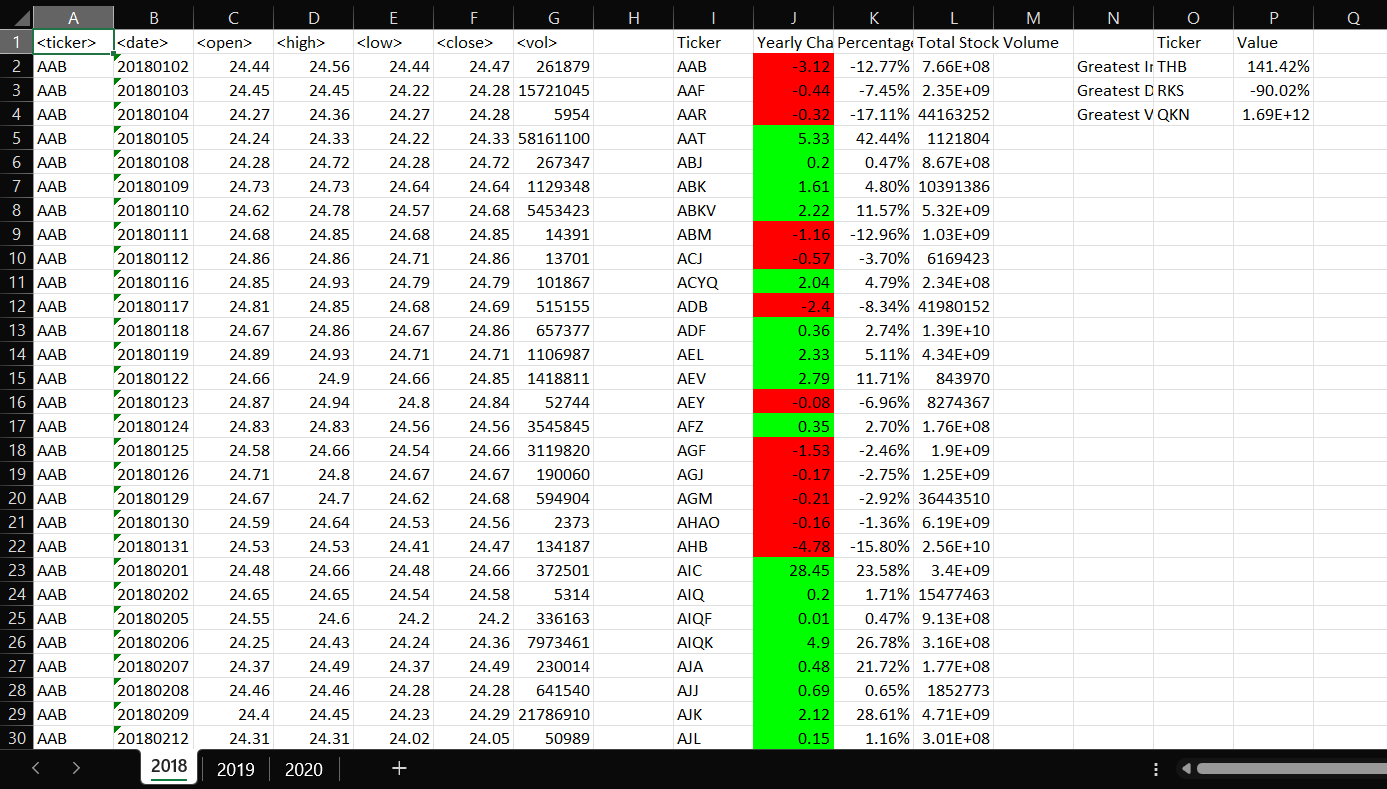 A B C D E F G H I J K L M N O P Q
1 <ticker> <date> <open> <high> <low> <close> <vol> Ticker Yearly Cha Percentage Total Stock Volume Ticker Value
2 AAB 20180102 24.44 24.56 24.44 24.47 261879 AAB -3.12 -12.77% 7.66E+08 Greatest Ir THB 141.42%
3 AAB 20180103 24.45 24.45 24.22 24.28 15721045 AAF -0.44 -7.45% 2.35E+09 Greatest D RKS -90.02%
4 AAB 20180104 24.27 24.36 24.27 24.28 5954 AAR -0.32 -17.11% 44163252 Greatest V QKN 1.69E+12
5 AAB 20180105 24.24 24.33 24.22 24.33 58161100 AAT 5.33 42.44% 1121804
6 AAB 20180108 24.28 24.72 24.28 24.72 267347 ABJ 0.2 0.47% 8.67E+08
7 AAB 20180109 24.73 24.73 24.64 24.64 1129348 ABK 1.61 4.80% 10391386
8 AAB 20180110 24.62 24.78 24.57 24.68 5453423 ABKV 2.22 11.57% 5.32E+09
9 AAB 20180111 24.68 24.85 24.68 24.85 14391 ABM -1.16 -12.96% 1.03E+09
10 AAB 20180112 24.86 24.86 24.71 24.86 13701 ACJ -0.57 -3.70% 6169423
11 AAB 20180116 24.85 24.93 24.79 24.79 101867 ACYQ 2.04 4.79% 2.34E+08
12 AAB 20180117 24.81 24.85 24.68 24.69 515155 ADB -2.4 -8.34% 41980152
13 AAB 20180118 24.67 24.86 24.67 24.86 657377 ADF 0.36 2.74% 1.39E+10
14 AAB 20180119 24.89 24.93 24.71 24.71 1106987 AEL 2.33 5.11% 4.34E+09
15 AAB 20180122 24.66 24.9 24.66 24.85 1418811 AEV 2.79 11.71% 843970
16 AAB 20180123 24.87 24.94 24.8 24.84 52744 AEY -0.08 -6.96% 8274367
17 AAB 20180124 24.83 24.83 24.56 24.56 3545845 AFZ 0.35 2.70% 1.76E+08
18 AAB 20180125 24.58 24.66 24.54 24.66 3119820 AGF -1.53 -2.46% 1.9E+09
19 AAB 20180126 24.71 24.8 24.67 24.67 190060 AGJ -0.17 -2.75% 1.25E+09
20 AAB 20180129 24.67 24.7 24.62 24.68 594904 AGM -0.21 -2.92% 36443510
21 AAB 20180130 24.59 24.64 24.53 24.56 2373 AHAO -0.16 -1.36% 6.19E+09
22 AAB 20180131 24.53 24.53 24.41 24.47 134187 AHB -4.78 -15.80% 2.56E+10
23 AAB 20180201 24.48 24.66 24.48 24.66 372501 AIC 28.45 23.58% 3.4E+09
24 AAB 20180202 24.65 24.65 24.54 24.58 5314 AIQ 0.2 1.71% 15477463
25 AAB 20180205 24.55 24.6 24.2 24.2 336163 AIQF 0.01 0.47% 9.13E+08
26 AAB 20180206 24.25 24.43 24.24 24.36 7973461 AIQK 4.9 26.78% 3.16E+08
27 AAB 20180207 24.37 24.49 24.37 24.49 230014 AJA 0.48 21.72% 1.77E+08
28 AAB 20180208 24.46 24.46 24.28 24.28 641540 AJJ 0.69 0.65% 1852773
29 AAB 20180209 24.4 24.45 24.23 24.29 21786910 AJK 2.12 28.61% 4.71E+09
30 AAB 20180212 24.31 24.31 24.02 24.05 50989 AJL 0.15 1.16% 3.01E+08
2018 2019 2020